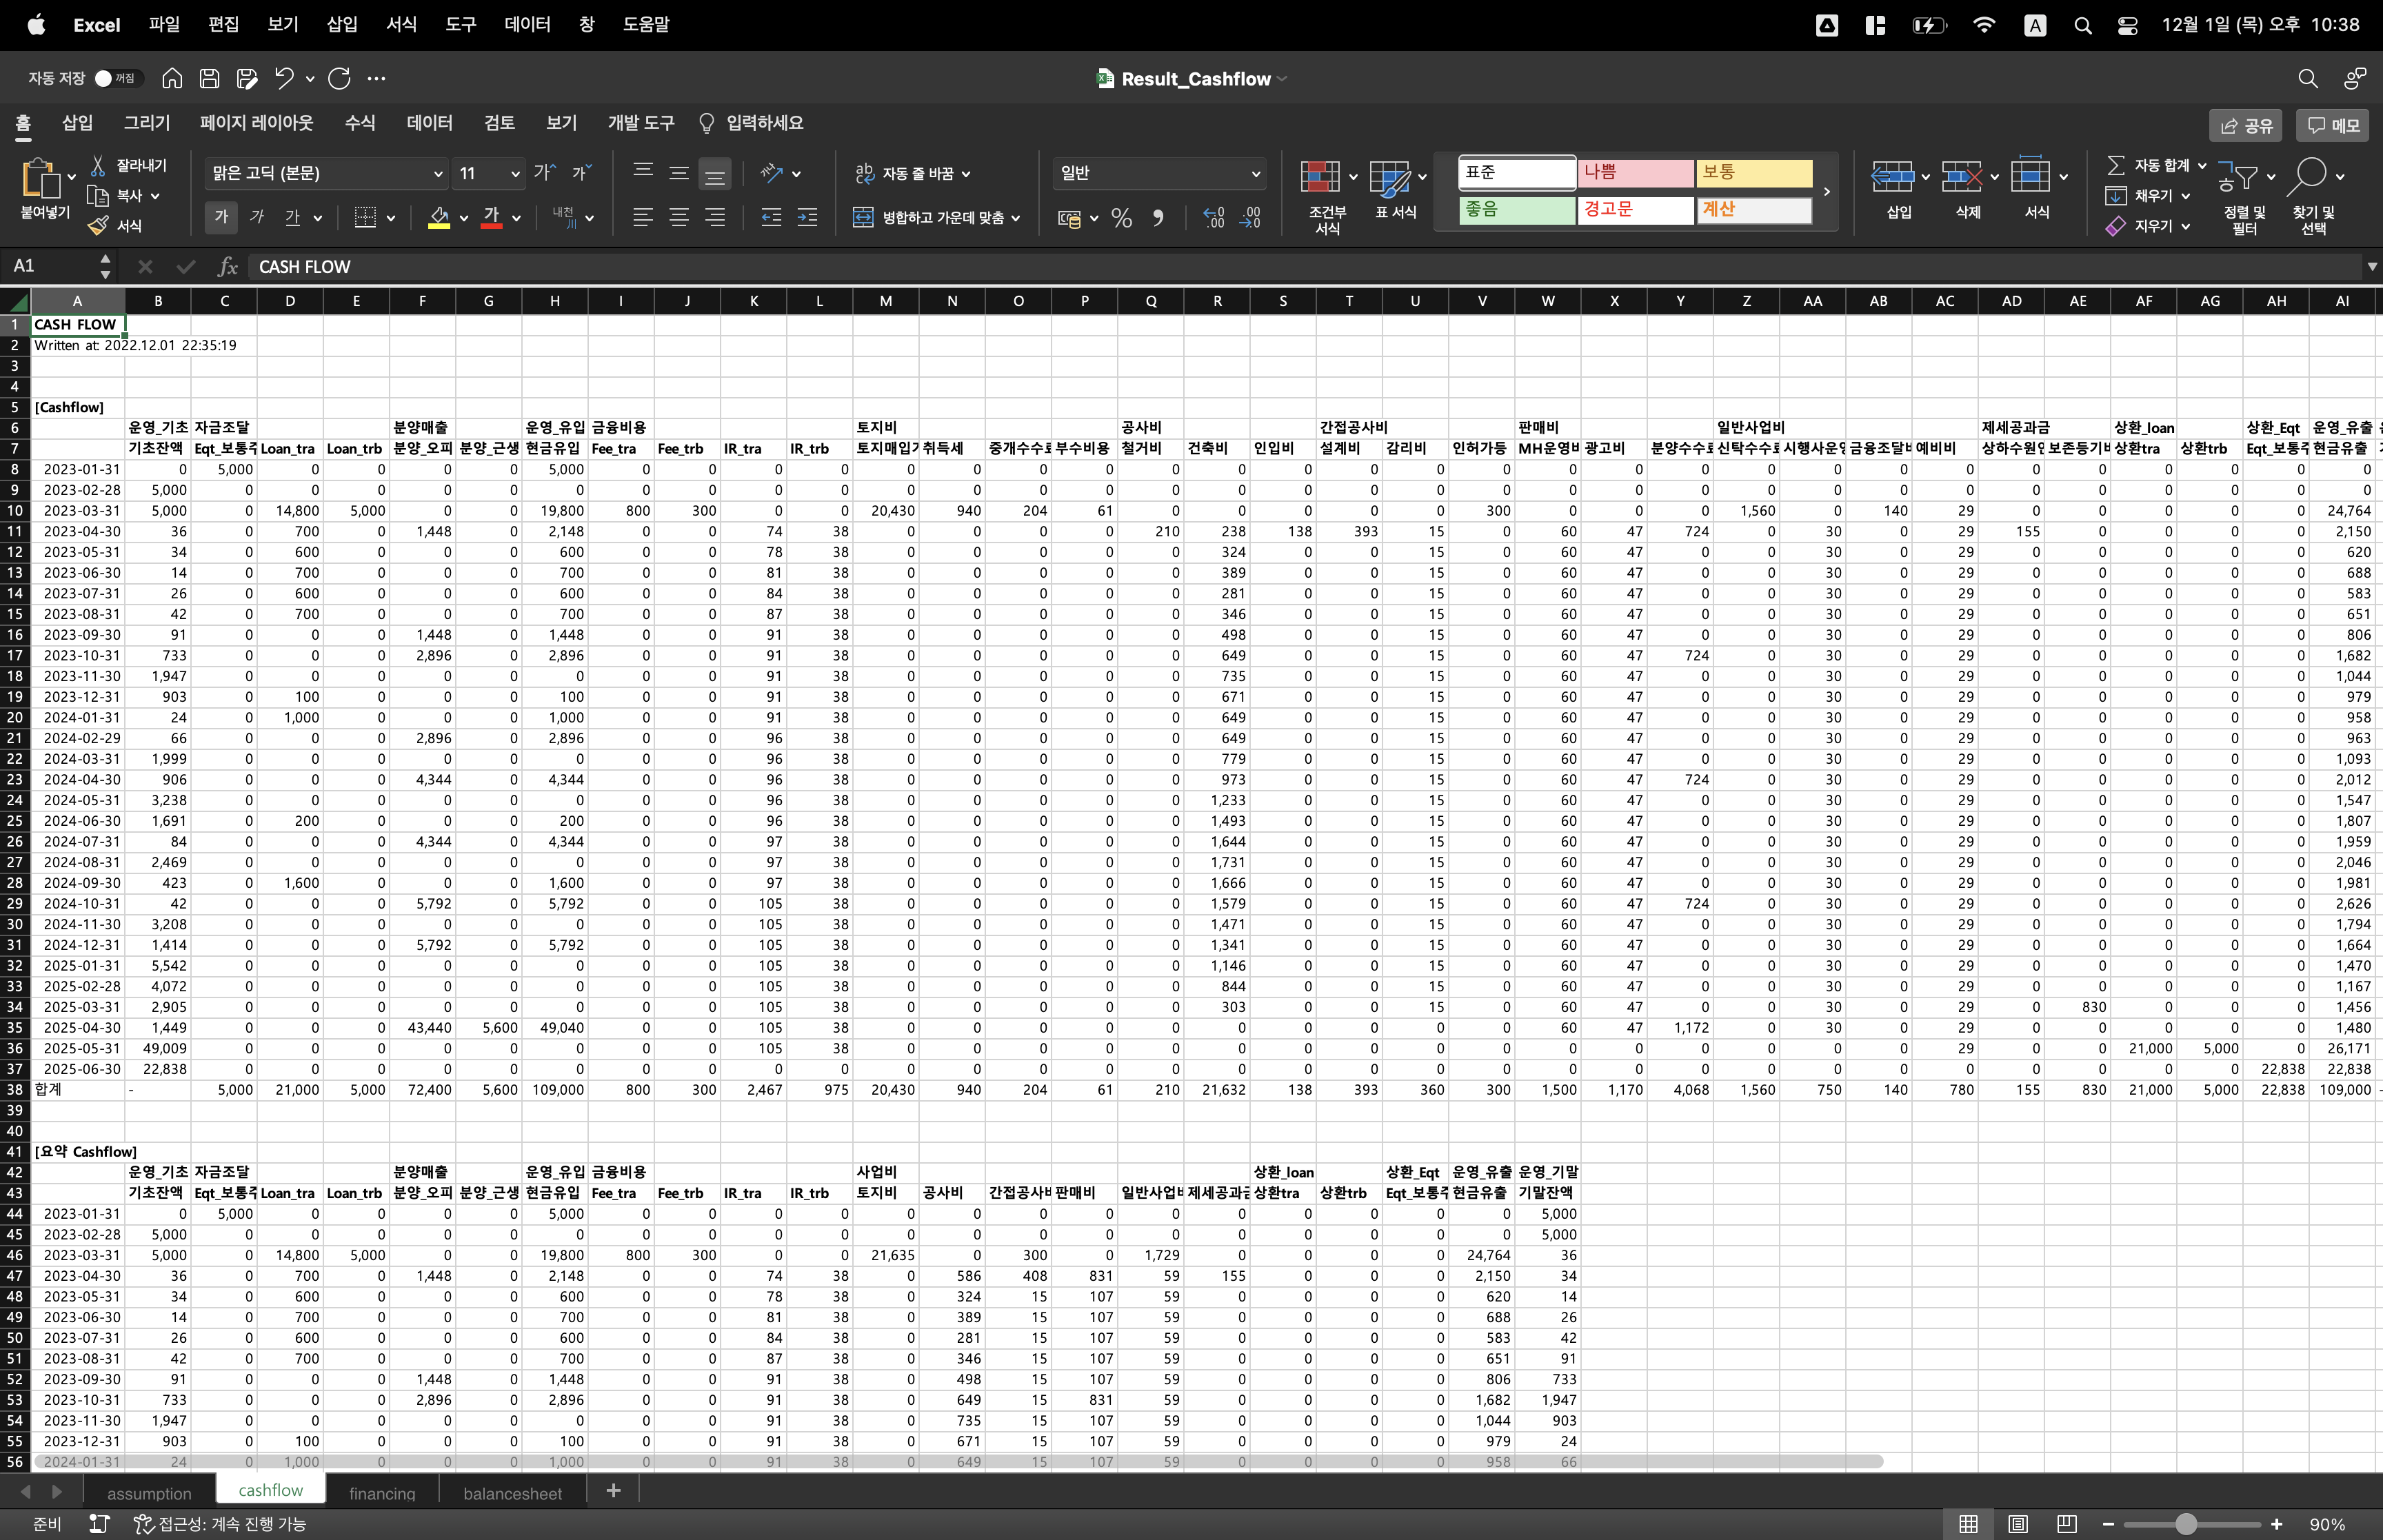 Excel 파일 편집 보기 삽입 서식 도구 데이터 창 도움말 A 12월 1일 (목) 오후 10:38
자동 저장 꺼짐 Result_Cashflow
홈 삽입 그리기 페이지 레이아웃 수식 데이터 검토 보기 개발 도구 입력하세요 공유 메모
붙여넣기 잘라내기 복사 서식
맑은 고딕 (본문) 11 가 가
가 가 가 가 내천
자동 줄 바꿈
병합하고 가운데 맞춤
일반
조건부 서식 표 서식
표준 나쁨 보통
좋음 경고문 계산
삽입 삭제 서식
자동 합계 채우기 지우기
정렬 및 필터 찾기 및 선택
A1 fx CASH FLOW
A B C D E F G H I J K L M N O P Q R S T U V W X Y Z AA AB AC AD AE AF AG AH AI
1 CASH FLOW
2 Written at: 2022.12.01 22:35:19
3
4
5 [Cashflow]
6 운영_기초 자금조달 분양매출 운영_유입 금융비용 토지비 공사비 간접공사비 판매비 일반사업비 제세공과금 상환_loan 상환_Eqt 운영_유출
7 기초잔액 Eqt_보통주 Loan_tra Loan_trb 분양_오피 분양_근생 현금유입 Fee_tra Fee_trb IR_tra IR_trb 토지매입가 취득세 중개수수료 부수비용 철거비 건축비 인입비 설계비 감리비 인허가등 MH운영비 광고비 분양수수료 신탁수수료 시행사운영 금융조달비 예비비 상하수원인 보존등기비 상환tra 상환trb Eqt_보통주 현금유출
8 2023-01-31 0 5,000 0 0 0 0 5,000 0 0 0 0 0 0 0 0 0 0 0 0 0 0 0 0 0 0 0 0 0 0 0 0 0 0 0
9 2023-02-28 5,000 0 0 0 0 0 0 0 0 0 0 0 0 0 0 0 0 0 0 0 0 0 0 0 0 0 0 0 0 0 0 0 0 0
10 2023-03-31 5,000 0 14,800 5,000 0 0 19,800 800 300 0 0 20,430 940 204 61 0 0 0 0 0 300 0 0 0 1,560 0 140 29 0 0 0 0 0 24,764
11 2023-04-30 36 0 700 0 1,448 0 2,148 0 0 74 38 0 0 0 0 210 238 138 393 15 0 60 47 724 0 30 0 29 155 0 0 0 0 2,150
12 2023-05-31 34 0 600 0 0 0 600 0 0 78 38 0 0 0 0 0 324 0 0 15 0 60 47 0 0 30 0 29 0 0 0 0 0 620
13 2023-06-30 14 0 700 0 0 0 700 0 0 81 38 0 0 0 0 0 389 0 0 15 0 60 47 0 0 30 0 29 0 0 0 0 0 688
14 2023-07-31 26 0 600 0 0 0 600 0 0 84 38 0 0 0 0 0 281 0 0 15 0 60 47 0 0 30 0 29 0 0 0 0 0 583
15 2023-08-31 42 0 700 0 0 0 700 0 0 87 38 0 0 0 0 0 346 0 0 15 0 60 47 0 0 30 0 29 0 0 0 0 0 651
16 2023-09-30 91 0 0 0 1,448 0 1,448 0 0 91 38 0 0 0 0 0 498 0 0 15 0 60 47 0 0 30 0 29 0 0 0 0 0 806
17 2023-10-31 733 0 0 0 2,896 0 2,896 0 0 91 38 0 0 0 0 0 649 0 0 15 0 60 47 724 0 30 0 29 0 0 0 0 0 1,682
18 2023-11-30 1,947 0 0 0 0 0 0 0 0 91 38 0 0 0 0 0 735 0 0 15 0 60 47 0 0 30 0 29 0 0 0 0 0 1,044
19 2023-12-31 903 0 100 0 0 0 100 0 0 91 38 0 0 0 0 0 671 0 0 15 0 60 47 0 0 30 0 29 0 0 0 0 0 979
20 2024-01-31 24 0 1,000 0 0 0 1,000 0 0 91 38 0 0 0 0 0 649 0 0 15 0 60 47 0 0 30 0 29 0 0 0 0 0 958
21 2024-02-29 66 0 0 0 2,896 0 2,896 0 0 96 38 0 0 0 0 0 649 0 0 15 0 60 47 0 0 30 0 29 0 0 0 0 0 963
22 2024-03-31 1,999 0 0 0 0 0 0 0 0 96 38 0 0 0 0 0 779 0 0 15 0 60 47 0 0 30 0 29 0 0 0 0 0 1,093
23 2024-04-30 906 0 0 0 4,344 0 4,344 0 0 96 38 0 0 0 0 0 973 0 0 15 0 60 47 724 0 30 0 29 0 0 0 0 0 2,012
24 2024-05-31 3,238 0 0 0 0 0 0 0 0 96 38 0 0 0 0 0 1,233 0 0 15 0 60 47 0 0 30 0 29 0 0 0 0 0 1,547
25 2024-06-30 1,691 0 200 0 0 0 200 0 0 96 38 0 0 0 0 0 1,493 0 0 15 0 60 47 0 0 30 0 29 0 0 0 0 0 1,807
26 2024-07-31 84 0 0 0 4,344 0 4,344 0 0 97 38 0 0 0 0 0 1,644 0 0 15 0 60 47 0 0 30 0 29 0 0 0 0 0 1,959
27 2024-08-31 2,469 0 0 0 0 0 0 0 0 97 38 0 0 0 0 0 1,731 0 0 15 0 60 47 0 0 30 0 29 0 0 0 0 0 2,046
28 2024-09-30 423 0 1,600 0 0 0 1,600 0 0 97 38 0 0 0 0 0 1,666 0 0 15 0 60 47 0 0 30 0 29 0 0 0 0 0 1,981
29 2024-10-31 42 0 0 0 5,792 0 5,792 0 0 105 38 0 0 0 0 0 1,579 0 0 15 0 60 47 724 0 30 0 29 0 0 0 0 0 2,626
30 2024-11-30 3,208 0 0 0 0 0 0 0 0 105 38 0 0 0 0 0 1,471 0 0 15 0 60 47 0 0 30 0 29 0 0 0 0 0 1,794
31 2024-12-31 1,414 0 0 0 5,792 0 5,792 0 0 105 38 0 0 0 0 0 1,341 0 0 15 0 60 47 0 0 30 0 29 0 0 0 0 0 1,664
32 2025-01-31 5,542 0 0 0 0 0 0 0 0 105 38 0 0 0 0 0 1,146 0 0 15 0 60 47 0 0 30 0 29 0 0 0 0 0 1,470
33 2025-02-28 4,072 0 0 0 0 0 0 0 0 105 38 0 0 0 0 0 844 0 0 15 0 60 47 0 0 30 0 29 0 0 0 0 0 1,167
34 2025-03-31 2,905 0 0 0 0 0 0 0 0 105 38 0 0 0 0 0 303 0 0 15 0 60 47 0 0 30 0 29 0 830 0 0 0 1,456
35 2025-04-30 1,449 0 0 0 43,440 5,600 49,040 0 0 105 38 0 0 0 0 0 0 0 0 0 0 60 47 1,172 0 30 0 29 0 0 0 0 0 1,480
36 2025-05-31 49,009 0 0 0 0 0 0 0 0 105 38 0 0 0 0 0 0 0 0 0 0 0 0 0 0 0 0 29 0 0 21,000 5,000 0 26,171
37 2025-06-30 22,838 0 0 0 0 0 0 0 0 0 0 0 0 0 0 0 0 0 0 0 0 0 0 0 0 0 0 0 0 0 0 0 22,838 22,838
38 합계 - 5,000 21,000 5,000 72,400 5,600 109,000 800 300 2,467 975 20,430 940 204 61 210 21,632 138 393 360 300 1,500 1,170 4,068 1,560 750 140 780 155 830 21,000 5,000 22,838 109,000 -
39
40
41 [요약 Cashflow]
42 운영_기초 자금조달 분양매출 운영_유입 금융비용 사업비 상환_loan 상환_Eqt 운영_유출 운영_기말
43 기초잔액 Eqt_보통주 Loan_tra Loan_trb 분양_오피 분양_근생 현금유입 Fee_tra Fee_trb IR_tra IR_trb 토지비 공사비 간접공사비 판매비 일반사업비 제세공과금 상환tra 상환trb Eqt_보통주 현금유출 기말잔액
44 2023-01-31 0 5,000 0 0 0 0 5,000 0 0 0 0 0 0 0 0 0 0 0 0 0 0 5,000
45 2023-02-28 5,000 0 0 0 0 0 0 0 0 0 0 0 0 0 0 0 0 0 0 0 0 5,000
46 2023-03-31 5,000 0 14,800 5,000 0 0 19,800 800 300 0 0 21,635 0 300 0 1,729 0 0 0 0 24,764 36
47 2023-04-30 36 0 700 0 1,448 0 2,148 0 0 74 38 0 586 408 831 59 155 0 0 0 2,150 34
48 2023-05-31 34 0 600 0 0 0 600 0 0 78 38 0 324 15 107 59 0 0 0 0 620 14
49 2023-06-30 14 0 700 0 0 0 700 0 0 81 38 0 389 15 107 59 0 0 0 0 688 26
50 2023-07-31 26 0 600 0 0 0 600 0 0 84 38 0 281 15 107 59 0 0 0 0 583 42
51 2023-08-31 42 0 700 0 0 0 700 0 0 87 38 0 346 15 107 59 0 0 0 0 651 91
52 2023-09-30 91 0 0 0 1,448 0 1,448 0 0 91 38 0 498 15 107 59 0 0 0 0 806 733
53 2023-10-31 733 0 0 0 2,896 0 2,896 0 0 91 38 0 649 15 831 59 0 0 0 0 1,682 1,947
54 2023-11-30 1,947 0 0 0 0 0 0 0 0 91 38 0 735 15 107 59 0 0 0 0 1,044 903
55 2023-12-31 903 0 100 0 0 0 100 0 0 91 38 0 671 15 107 59 0 0 0 0 979 24
56 2024-01-31 24 0 1,000 0 0 0 1,000 0 0 91 38 0 649 15 107 59 0 0 0 0 958 66
assumption cashflow financing balancesheet +
준비 접근성: 계속 진행 가능 90%